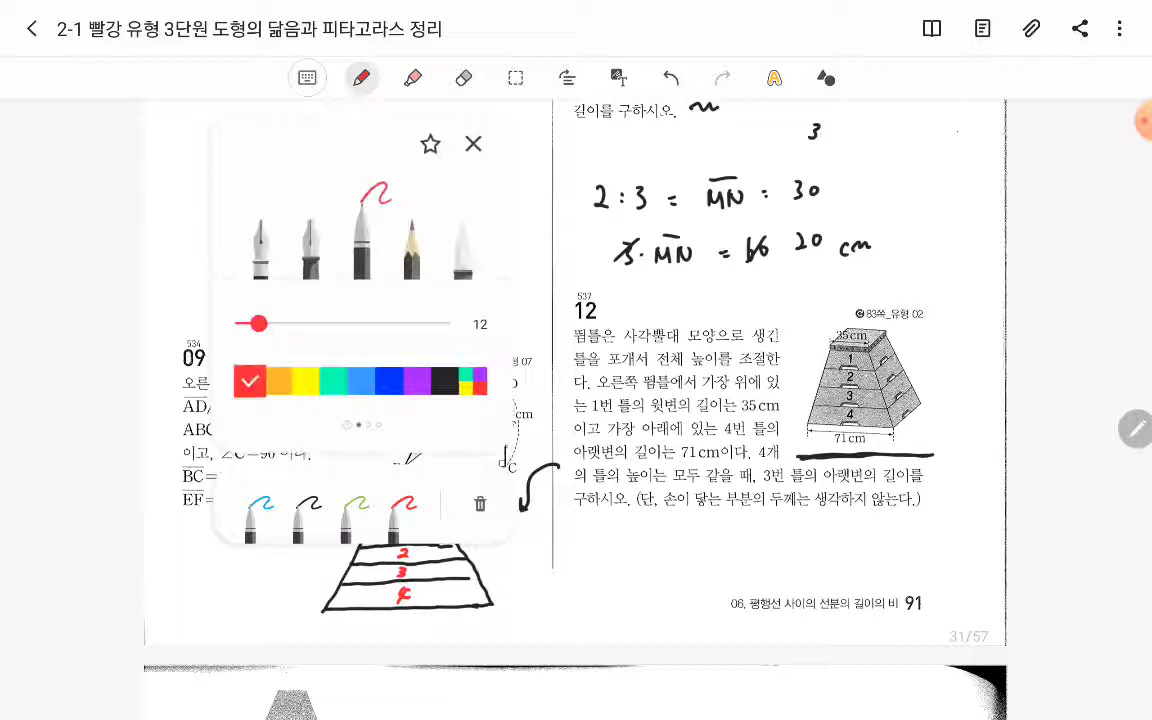 2-1 빨강 유형 3단원 도형의 닮음과 피타고라스 정리
T
A
12
534
09
오른
AD
ABC
이고, ∠C=90°이다.
BC=
EF=
형 07
cm
C
2
3
4
길이를 구하시오.
3
2 : 3 = MN : 30
3·MN = 60 20 cm
537
12
83쪽_유형 02
뜀틀은 사각뿔대 모양으로 생긴
틀을 포개서 전체 높이를 조절한
다. 오른쪽 뜀틀에서 가장 위에 있
는 1번 틀의 윗변의 길이는 35cm
이고 가장 아래에 있는 4번 틀의
아랫변의 길이는 71cm이다. 4개
의 틀의 높이는 모두 같을 때, 3번 틀의 아랫변의 길이를
구하시오. (단, 손이 닿는 부분의 두께는 생각하지 않는다.)
35cm
1
2
3
4
71cm
06. 평행선 사이의 선분의 길이의 비 91
31/57